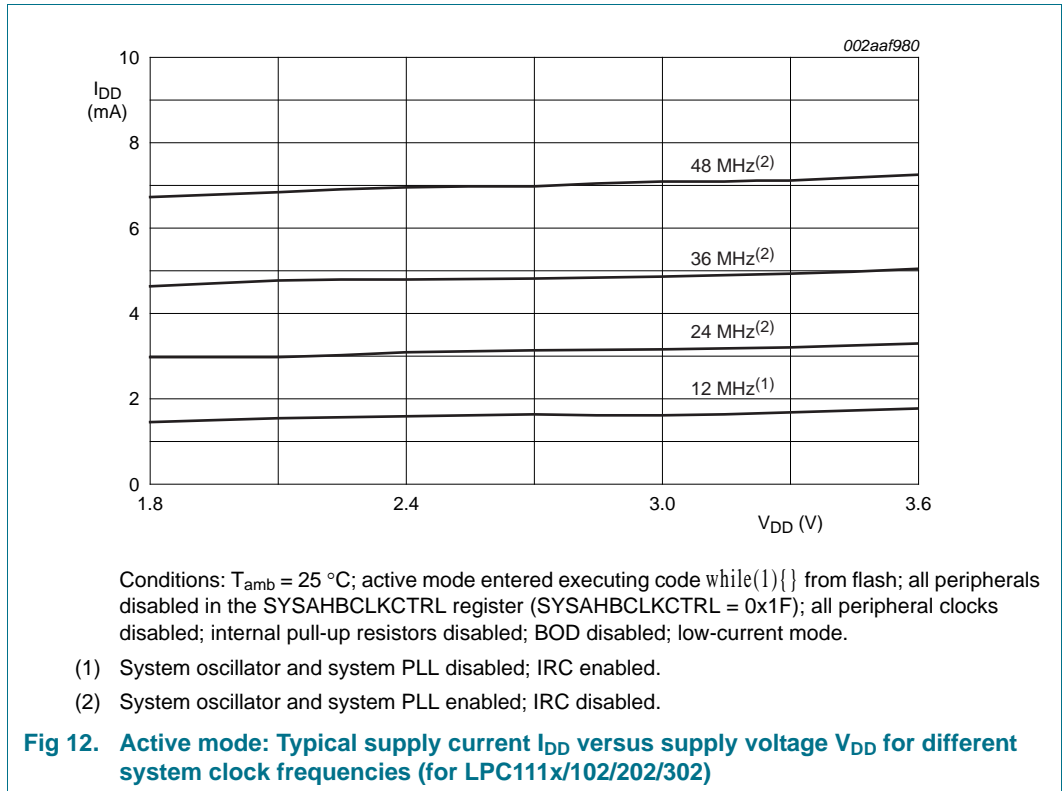 002aaf980
10
I_DD
(mA)
8
6
4
2
0
48 MHz(2)
36 MHz(2)
24 MHz(2)
12 MHz(1)
1.8 2.4 3.0 3.6
V_DD (V)
Conditions: T_amb = 25 °C; active mode entered executing code while(1){} from flash; all peripherals
disabled in the SYSAHBCLKCTRL register (SYSAHBCLKCTRL = 0x1F); all peripheral clocks
disabled; internal pull-up resistors disabled; BOD disabled; low-current mode.
(1) System oscillator and system PLL disabled; IRC enabled.
(2) System oscillator and system PLL enabled; IRC disabled.
Fig 12. Active mode: Typical supply current I_DD versus supply voltage V_DD for different
system clock frequencies (for LPC111x/102/202/302)